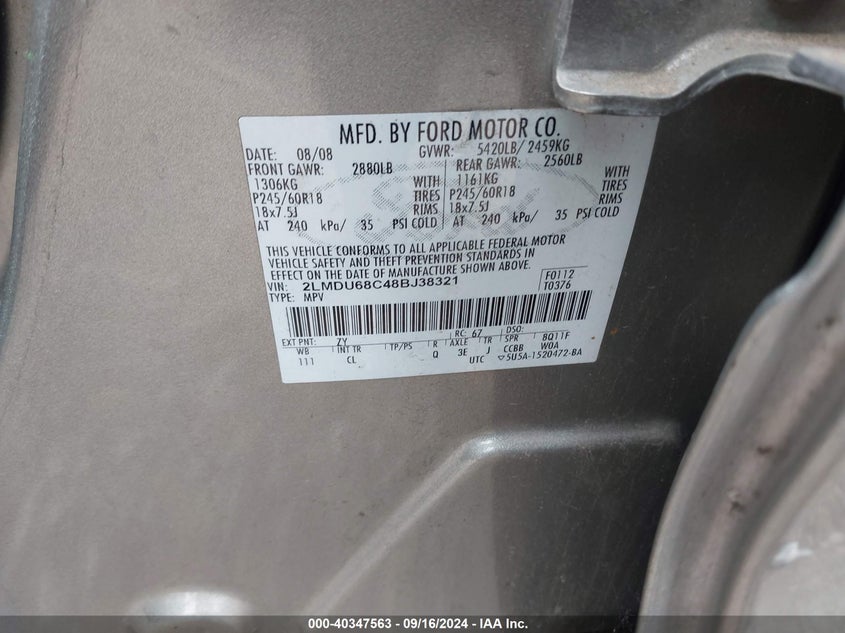 MFD. BY FORD MOTOR CO.
DATE: 08/08 GVWR: 5420LB/ 2459KG
FRONT GAWR: 2880LB REAR GAWR: 2560LB
1306KG WITH 1161KG WITH
P245/60R18 TIRES P245/60R18 TIRES
18x7.5J RIMS 18x7.5J RIMS
AT 240 kPa/ 35 PSI COLD AT 240 kPa/ 35 PSI COLD
THIS VEHICLE CONFORMS TO ALL APPLICABLE FEDERAL MOTOR
VEHICLE SAFETY AND THEFT PREVENTION STANDARDS IN
EFFECT ON THE DATE OF MANUFACTURE SHOWN ABOVE.
VIN: 2LMDU68C48BJ38321 F0112
TYPE: MPV T0376
EXT PNT: ZY RC: 67 DSO:
WB INT TR TP/PS R AXLE TR SPR 8Q11F
111 CL Q 3E J CCBB W0A
UTC ▽5U5A-1520472-BA
000-40347563 - 09/16/2024 - IAA Inc.